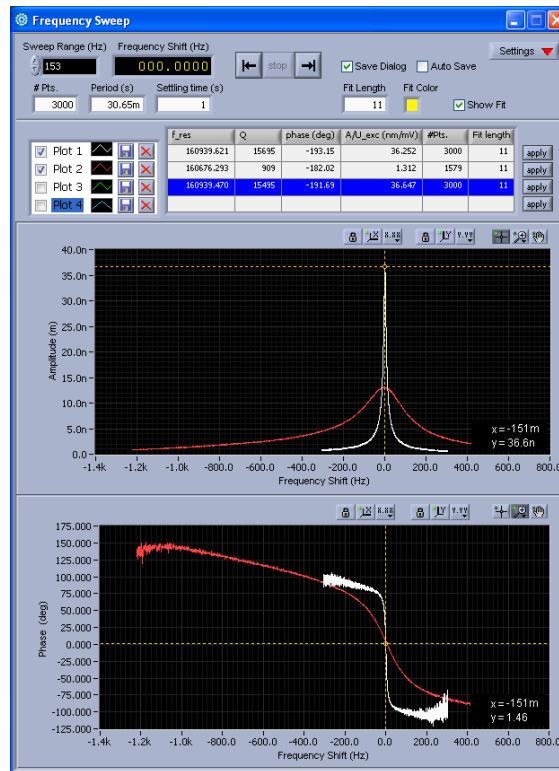 Frequency Sweep
Sweep Range (Hz) Frequency Shift (Hz)
153 000.0000 stop Save Dialog Auto Save Settings
# Pts. Period (s) Settling time (s) Fit Length Fit Color
3000 30.65m 1 11 Show Fit
f_res Q phase (deg) A/U_exc (nm/mV) #Pts. Fit length
Plot 1 160939.621 15695 -193.15 36.252 3000 11 apply
Plot 2 160676.293 909 -182.02 1.312 1579 11 apply
Plot 3 160939.470 15495 -191.69 36.647 3000 11 apply
Plot 4 apply
X X.XX Y Y.YY
40.0n
35.0n
30.0n
25.0n
20.0n
15.0n
10.0n
5.0n
0.0
Amplitude (m)
x = -151m
y = 36.6n
-1.4k -1.2k -1.0k -800.0 -600.0 -400.0 -200.0 0.0 200.0 400.0 600.0 800.0
Frequency Shift (Hz)
X X.XX Y Y.YY
175.000
150.000
125.000
100.000
75.000
50.000
25.000
0.000
-25.000
-50.000
-75.000
-100.000
-125.000
Phase (deg)
x = -151m
y = 1.46
-1.4k -1.2k -1.0k -800.0 -600.0 -400.0 -200.0 0.0 200.0 400.0 600.0 800.0
Frequency Shift (Hz)